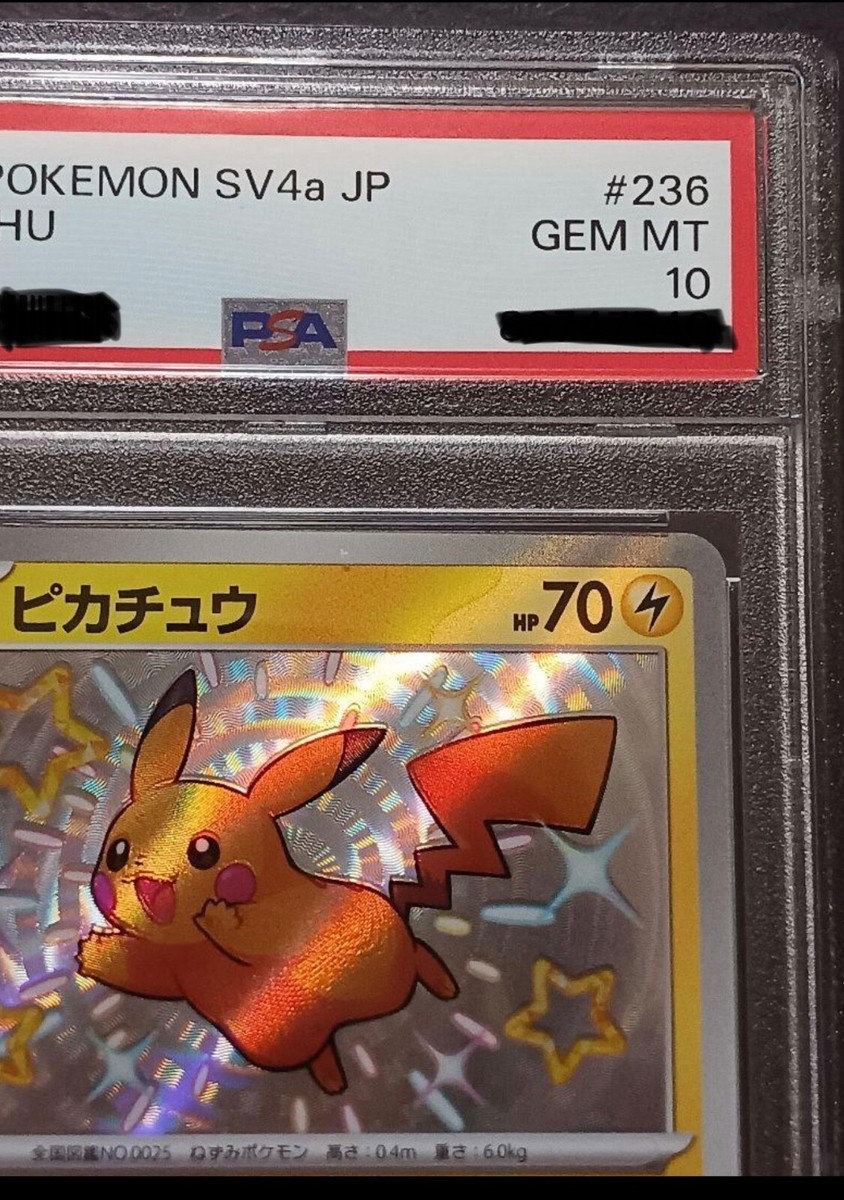 POKEMON SV4a JP #236
HU GEM MT
10
PSA
ピカチュウ HP70
全国図鑑NO.0025 ねずみポケモン 高さ:0.4m 重さ:6.0kg